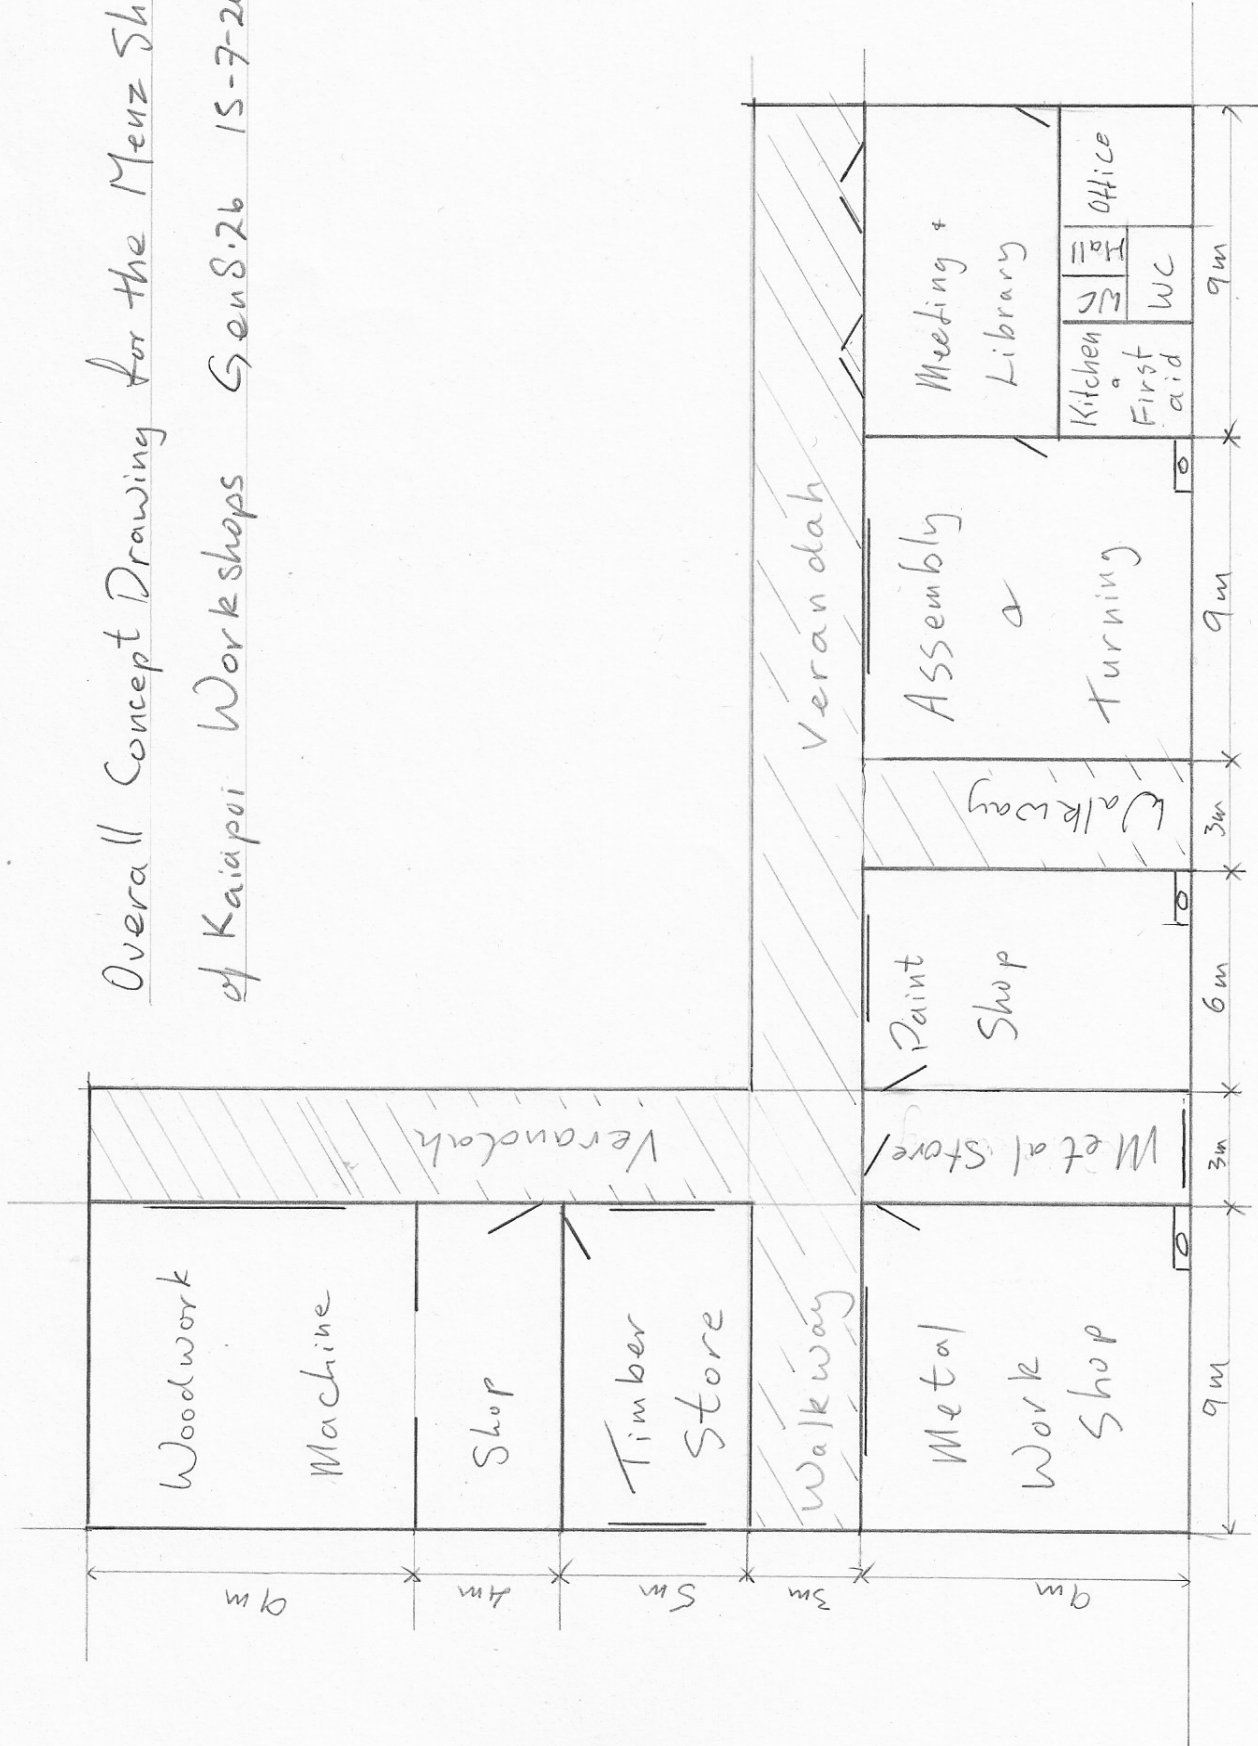 Overall Concept Drawing for the Menz Sh
of Kaiapoi Workshops Gen8.26 15-7-2
Woodwork
Machine
Shop
Timber
Store
Walkway
Verandah
Verandah
Metal
Work
Shop
Metal Store
Paint
Shop
Walkway
Assembly
&
Turning
Meeting +
Library
Kitchen
&
First
aid
WC
Hall
WC
Office
9m
4m
5m
3m
9m
9m
3m
6m
3m
9m
9m